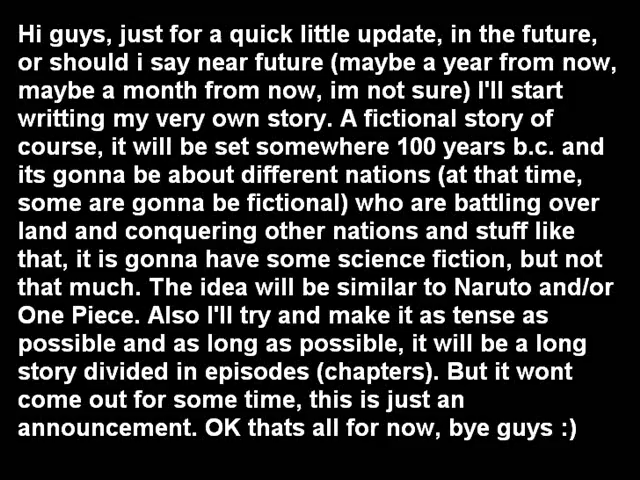 Hi guys, just for a quick little update, in the future,
or should i say near future (maybe a year from now,
maybe a month from now, im not sure) I'll start
writting my very own story. A fictional story of
course, it will be set somewhere 100 years b.c. and
its gonna be about different nations (at that time,
some are gonna be fictional) who are battling over
land and conquering other nations and stuff like
that, it is gonna have some science fiction, but not
that much. The idea will be similar to Naruto and/or
One Piece. Also I'll try and make it as tense as
possible and as long as possible, it will be a long
story divided in episodes (chapters). But it wont
come out for some time, this is just an
announcement. OK thats all for now, bye guys :)